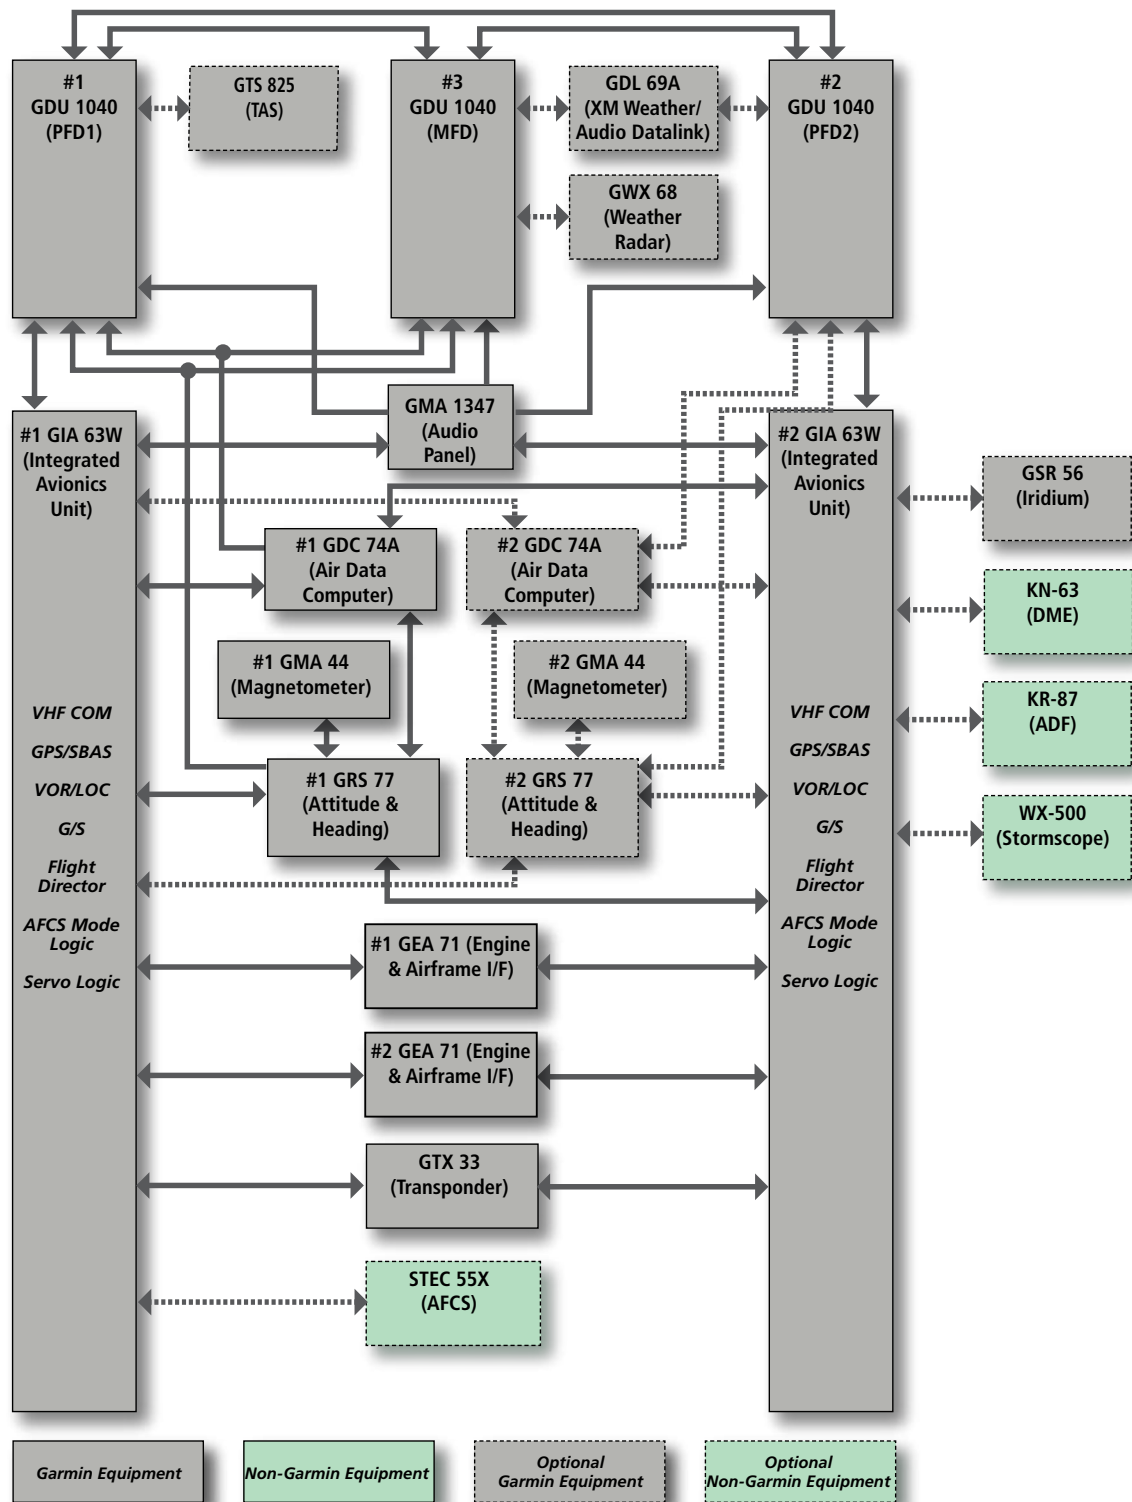 #1
GDU 1040
(PFD1)
GTS 825
(TAS)
#3
GDU 1040
(MFD)
GDL 69A
(XM Weather/
Audio Datalink)
#2
GDU 1040
(PFD2)
GWX 68
(Weather
Radar)
GMA 1347
(Audio
Panel)
#1 GIA 63W
(Integrated
Avionics
Unit)
VHF COM
GPS/SBAS
VOR/LOC
G/S
Flight
Director
AFCS Mode
Logic
Servo Logic
#1 GDC 74A
(Air Data
Computer)
#2 GDC 74A
(Air Data
Computer)
#1 GMA 44
(Magnetometer)
#2 GMA 44
(Magnetometer)
#1 GRS 77
(Attitude &
Heading)
#2 GRS 77
(Attitude &
Heading)
#1 GEA 71 (Engine
& Airframe I/F)
#2 GEA 71 (Engine
& Airframe I/F)
GTX 33
(Transponder)
STEC 55X
(AFCS)
#2 GIA 63W
(Integrated
Avionics
Unit)
VHF COM
GPS/SBAS
VOR/LOC
G/S
Flight
Director
AFCS Mode
Logic
Servo Logic
GSR 56
(Iridium)
KN-63
(DME)
KR-87
(ADF)
WX-500
(Stormscope)
Garmin Equipment
Non-Garmin Equipment
Optional
Garmin Equipment
Optional
Non-Garmin Equipment